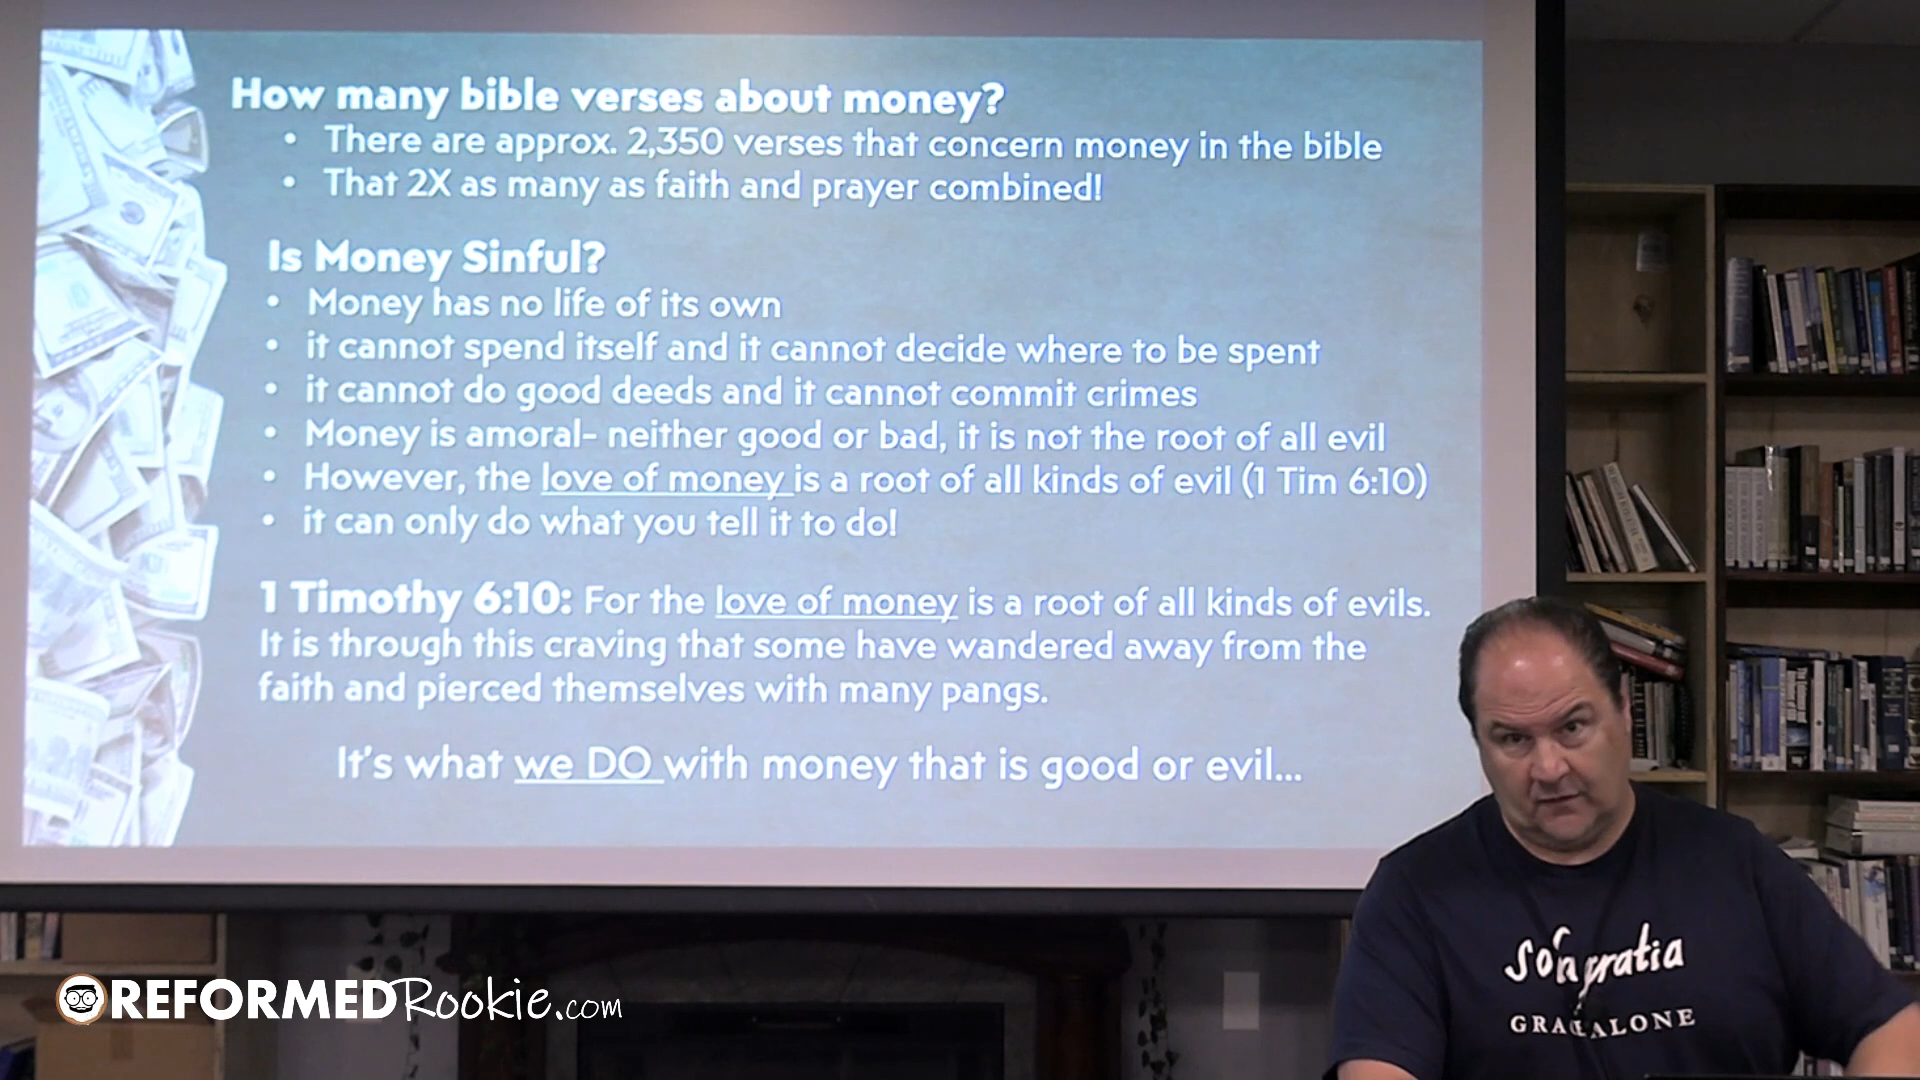 How many bible verses about money?
• There are approx. 2,350 verses that concern money in the bible
• That 2X as many as faith and prayer combined!
Is Money Sinful?
• Money has no life of its own
• it cannot spend itself and it cannot decide where to be spent
• it cannot do good deeds and it cannot commit crimes
• Money is amoral- neither good or bad, it is not the root of all evil
• However, the love of money is a root of all kinds of evil (1 Tim 6:10)
• it can only do what you tell it to do!
1 Timothy 6:10: For the love of money is a root of all kinds of evils.
It is through this craving that some have wandered away from the
faith and pierced themselves with many pangs.
It's what we DO with money that is good or evil...
gratia
ALONE
REFORMEDRookie.com